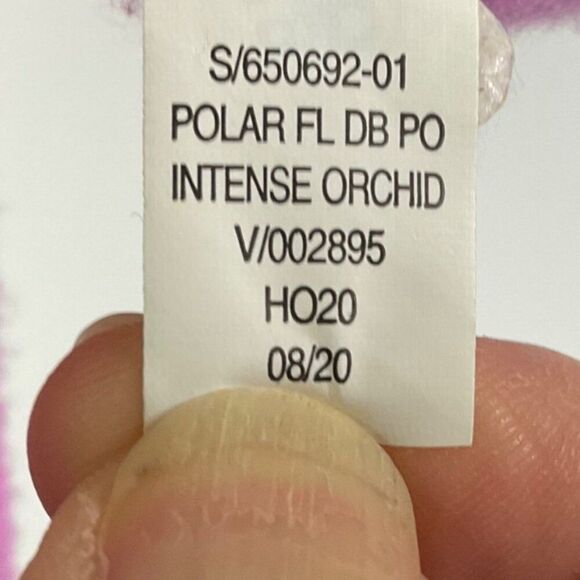 S/650692-01
POLAR FL DB PO
INTENSE ORCHID
V/002895
HO20
08/20